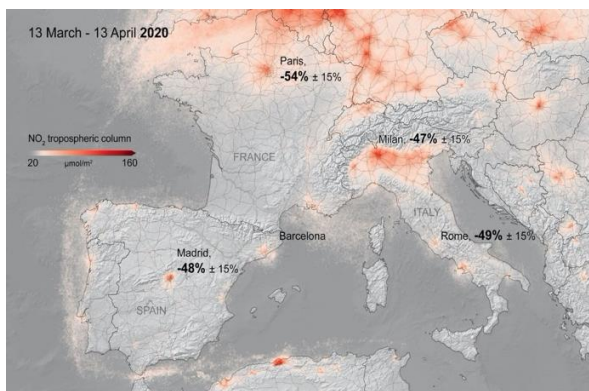 13 March - 13 April 2020
Paris,
-54% ± 15%
NO₂ tropospheric column
20 µmol/m² 160
FRANCE
Milan, -47% ± 15%
ITALY
Barcelona
Rome, -49% ± 15%
Madrid,
-48% ± 15%
SPAIN